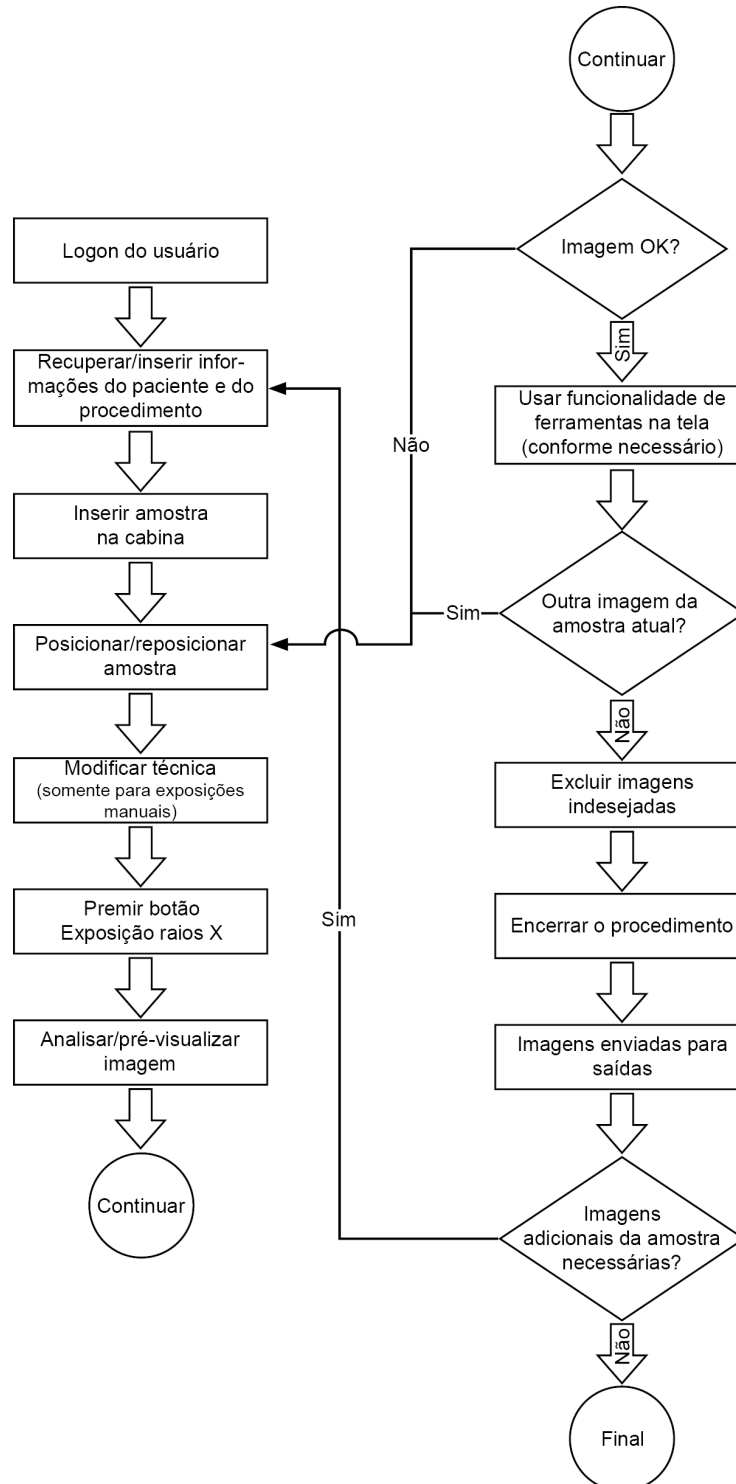 Logon do usuário
Recuperar/inserir infor-
mações do paciente e do
procedimento
Inserir amostra
na cabina
Posicionar/reposicionar
amostra
Modificar técnica
(somente para exposições
manuais)
Premir botão
Exposição raios X
Analisar/pré-visualizar
imagem
Continuar
Continuar
Imagem OK?
Não
Sim
Usar funcionalidade de
ferramentas na tela
(conforme necessário)
Outra imagem da
amostra atual?
Sim
Não
Excluir imagens
indesejadas
Encerrar o procedimento
Imagens enviadas para
saídas
Imagens
adicionais da amostra
necessárias?
Sim
Não
Final